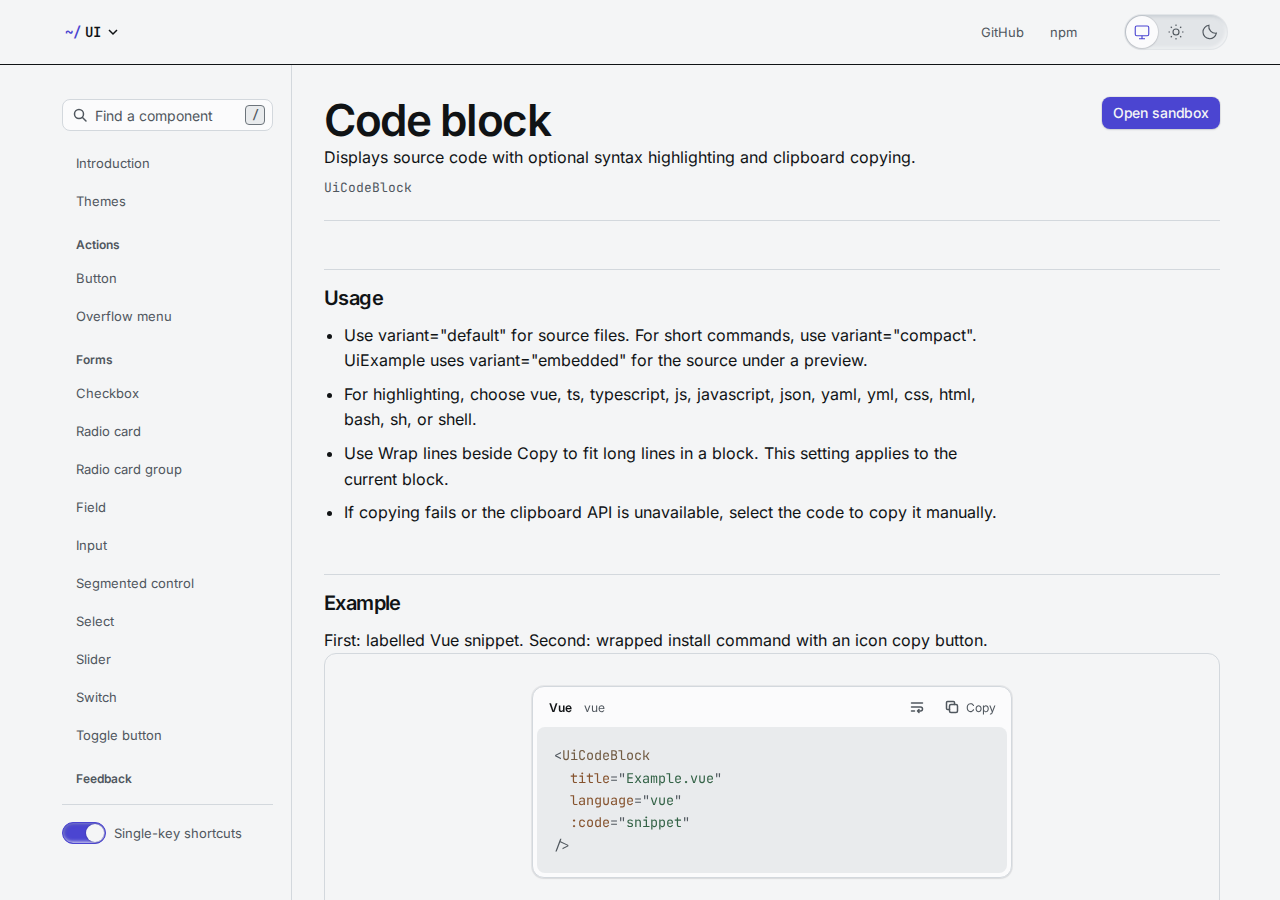 ~/ UI
GitHub
npm
Find a component
/
Introduction
Themes
Actions
Button
Overflow menu
Forms
Checkbox
Radio card
Radio card group
Field
Input
Segmented control
Select
Slider
Switch
Toggle button
Feedback
Single-key shortcuts
Code block
Open sandbox
Displays source code with optional syntax highlighting and clipboard copying.
UiCodeBlock
Usage
• Use variant="default" for source files. For short commands, use variant="compact".
UiExample uses variant="embedded" for the source under a preview.
• For highlighting, choose vue, ts, typescript, js, javascript, json, yaml, yml, css, html,
bash, sh, or shell.
• Use Wrap lines beside Copy to fit long lines in a block. This setting applies to the
current block.
• If copying fails or the clipboard API is unavailable, select the code to copy it manually.
Example
First: labelled Vue snippet. Second: wrapped install command with an icon copy button.
Vue vue
Copy
<UiCodeBlock
  title="Example.vue"
  language="vue"
  :code="snippet"
/>